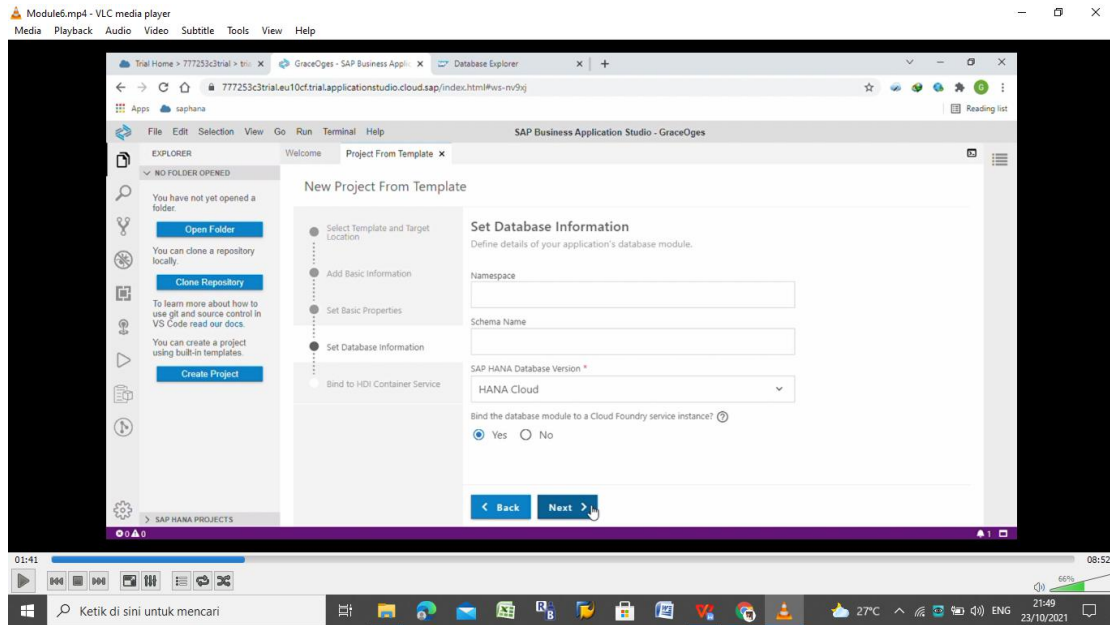 Module6.mp4 - VLC media player
Media Playback Audio Video Subtitle Tools View Help
Trial Home > 777253c3trial > tria
GraceOges - SAP Business Applic
Database Explorer
777253c3trial.eu10cf.trial.applicationstudio.cloud.sap/index.html#ws-nv9xj
Apps saphana
Reading list
File Edit Selection View Go Run Terminal Help
SAP Business Application Studio - GraceOges
EXPLORER
Welcome
Project From Template
NO FOLDER OPENED
You have not yet opened a
folder.
Open Folder
You can clone a repository
locally.
Clone Repository
To learn more about how to
use git and source control in
VS Code read our docs.
You can create a project
using built-in templates.
Create Project
SAP HANA PROJECTS
New Project From Template
Select Template and Target
Location
Add Basic Information
Set Basic Properties
Set Database Information
Bind to HDI Container Service
Set Database Information
Define details of your application's database module.
Namespace
Schema Name
SAP HANA Database Version *
HANA Cloud
Bind the database module to a Cloud Foundry service instance?
Yes No
Back
Next
0 0
1
01:41
08:52
66%
Ketik di sini untuk mencari
27°C
ENG
21:49
23/10/2021